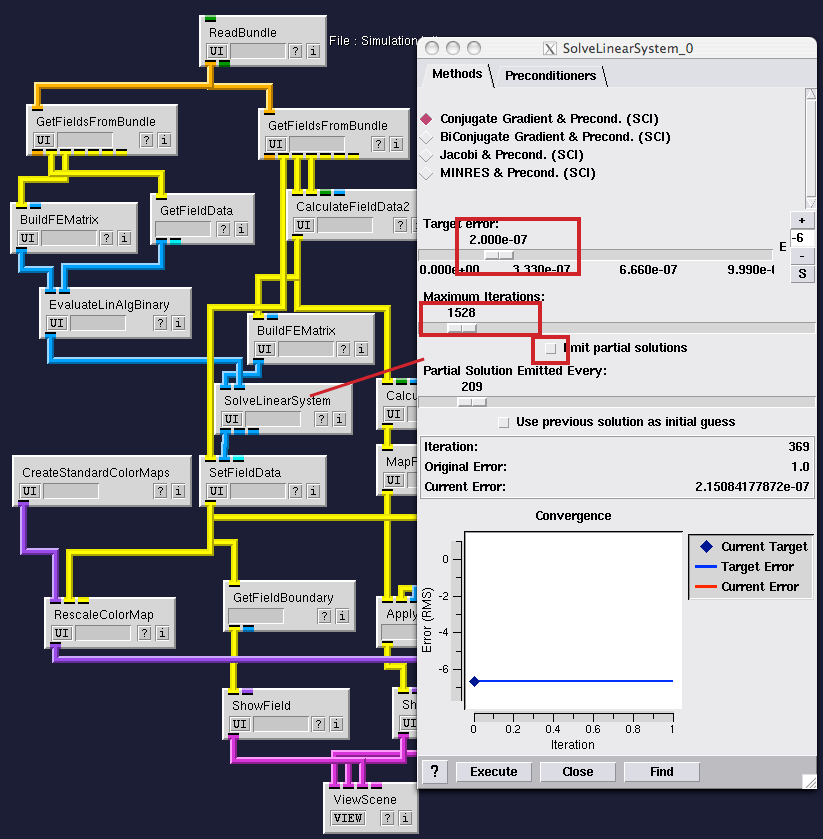 ReadBundle
UI ? i
File : Simulation
GetFieldsFromBundle
UI ? i
GetFieldsFromBundle
UI ? i
BuildFEMatrix
UI ? i
GetFieldData
? i
CalculateFieldData2
UI ? i
EvaluateLinAlgBinary
UI ? i
BuildFEMatrix
UI ? i
SolveLinearSystem
UI ? i
Calcu
UI
CreateStandardColorMaps
UI ? i
SetFieldData
UI ? i
MapF
UI
RescaleColorMap
UI ? i
GetFieldBoundary
? i
Apply
ShowField
UI ? i
Sh
UI
ViewScene
VIEW ? i
X SolveLinearSystem_0
Methods Preconditioners
Conjugate Gradient & Precond. (SCI)
BiConjugate Gradient & Precond. (SCI)
Jacobi & Precond. (SCI)
MINRES & Precond. (SCI)
Target error:
2.000e-07
0.000e+00 3.330e-07 6.660e-07 9.990e-
+
E -6
-
S
Maximum Iterations:
1528
Emit partial solutions
Partial Solution Emitted Every:
209
Use previous solution as initial guess
Iteration: 369
Original Error: 1.0
Current Error: 2.15084177872e-07
Convergence
Error (RMS)
0
-2
-4
-6
0 0.2 0.4 0.6 0.8 1
Iteration
Current Target
Target Error
Current Error
? Execute Close Find